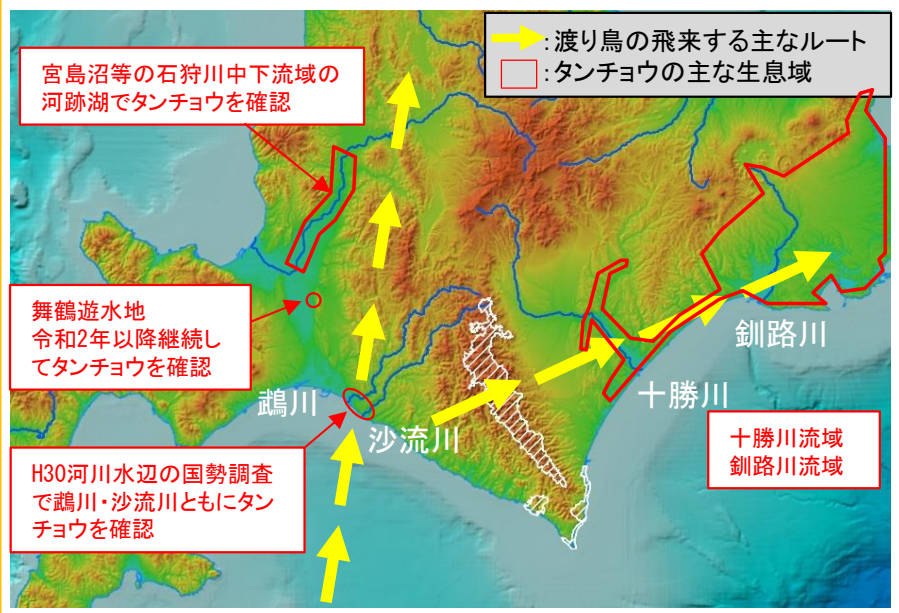 ：渡り鳥の飛来する主なルート
：タンチョウの主な生息域
宮島沼等の石狩川中下流域の
河跡湖でタンチョウを確認
舞鶴遊水地
令和2年以降継続し
てタンチョウを確認
鵡川
沙流川
十勝川
釧路川
H30河川水辺の国勢調査
で鵡川・沙流川ともにタン
チョウを確認
十勝川流域
釧路川流域